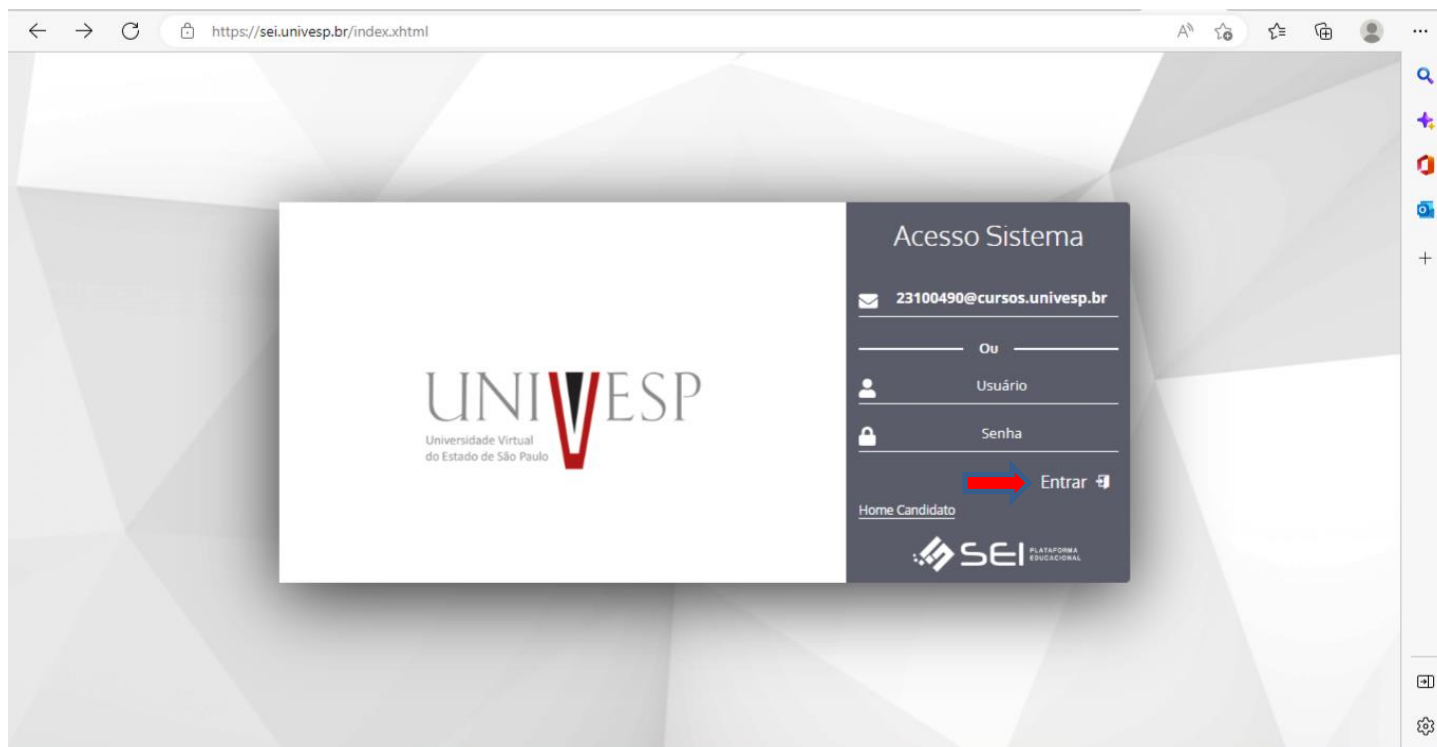 https://sei.univesp.br/index.xhtml
Acesso Sistema
23100490@cursos.univesp.br
Ou
Usuário
Senha
Entrar
Home Candidato
SEI PLATAFORMA
EDUCACIONAL
UNIVESP
Universidade Virtual
do Estado de São Paulo